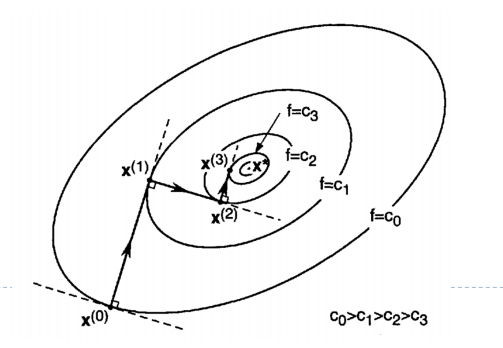 f=c₃
x⁽¹⁾
x⁽³⁾
x*
f=c₂
f=c₁
x⁽²⁾
f=c₀
x⁽⁰⁾
c₀>c₁>c₂>c₃